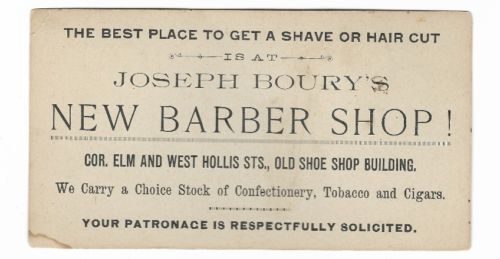 THE BEST PLACE TO GET A SHAVE OR HAIR CUT
IS AT
JOSEPH BOURY'S
NEW BARBER SHOP!
COR. ELM AND WEST HOLLIS STS., OLD SHOE SHOP BUILDING.
We Carry a Choice Stock of Confectionery, Tobacco and Cigars.
YOUR PATRONAGE IS RESPECTFULLY SOLICITED.